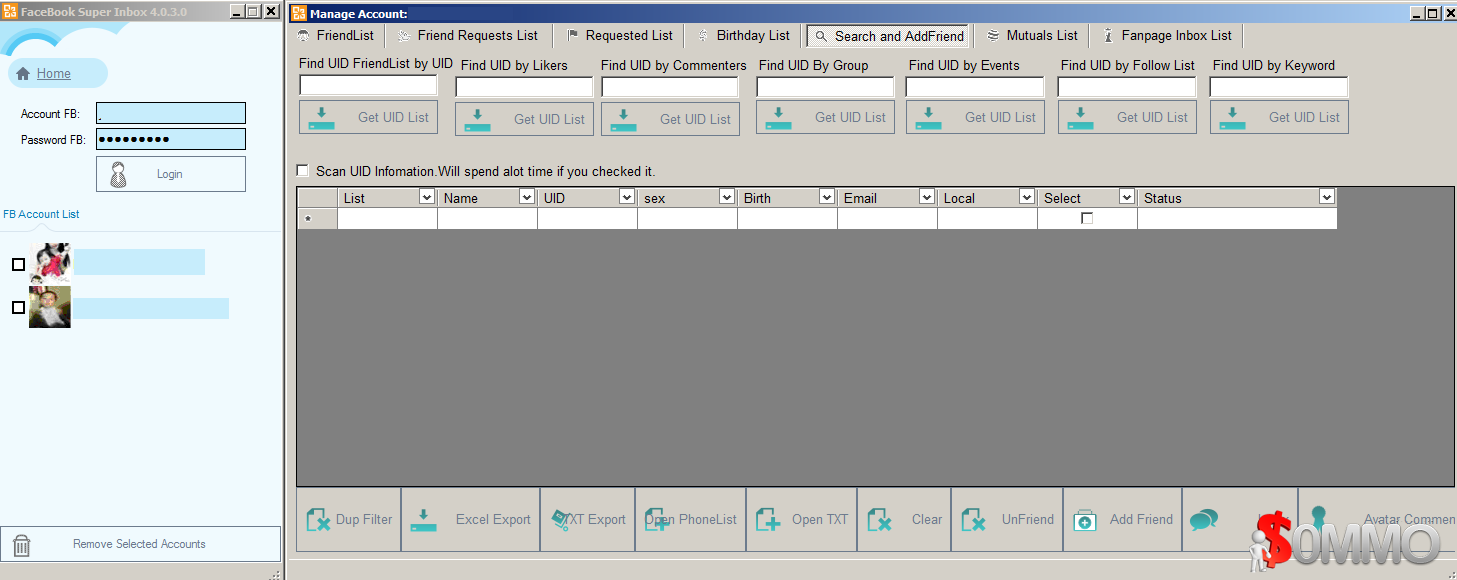 FaceBook Super Inbox 4.0.3.0
Home
Account FB:
.
Password FB:
Login
FB Account List
Remove Selected Accounts
Manage Account:
FriendList
Friend Requests List
Requested List
Birthday List
Search and AddFriend
Mutuals List
Fanpage Inbox List
Find UID FriendList by UID
Find UID by Likers
Find UID by Commenters
Find UID By Group
Find UID by Events
Find UID by Follow List
Find UID by Keyword
Get UID List
Get UID List
Get UID List
Get UID List
Get UID List
Get UID List
Get UID List
Scan UID Infomation.Will spend alot time if you checked it.
List Name UID sex Birth Email Local Select Status
*
Dup Filter
Excel Export
TXT Export
Open PhoneList
Open TXT
Clear
UnFriend
Add Friend
Avatar Commen
$0MMO